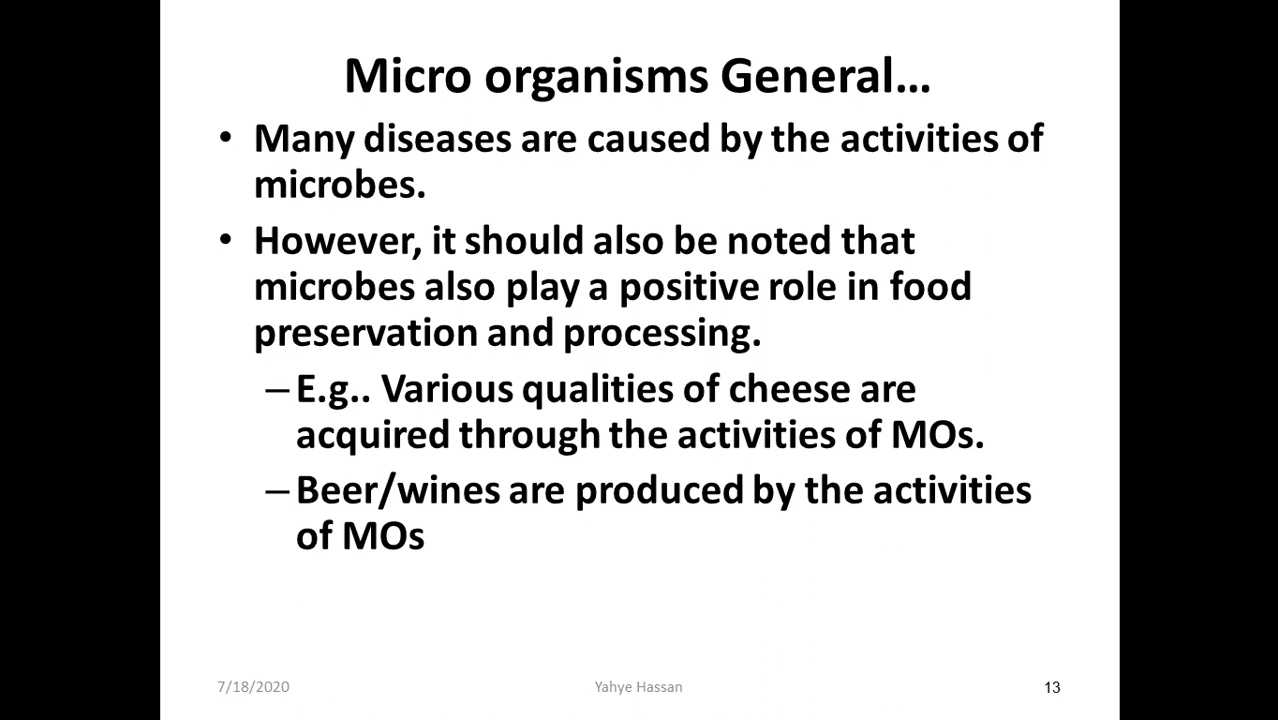 Micro organisms General...
• Many diseases are caused by the activities of
microbes.
• However, it should also be noted that
microbes also play a positive role in food
preservation and processing.
– E.g.. Various qualities of cheese are
acquired through the activities of MOs.
– Beer/wines are produced by the activities
of MOs
7/18/2020
Yahye Hassan
13